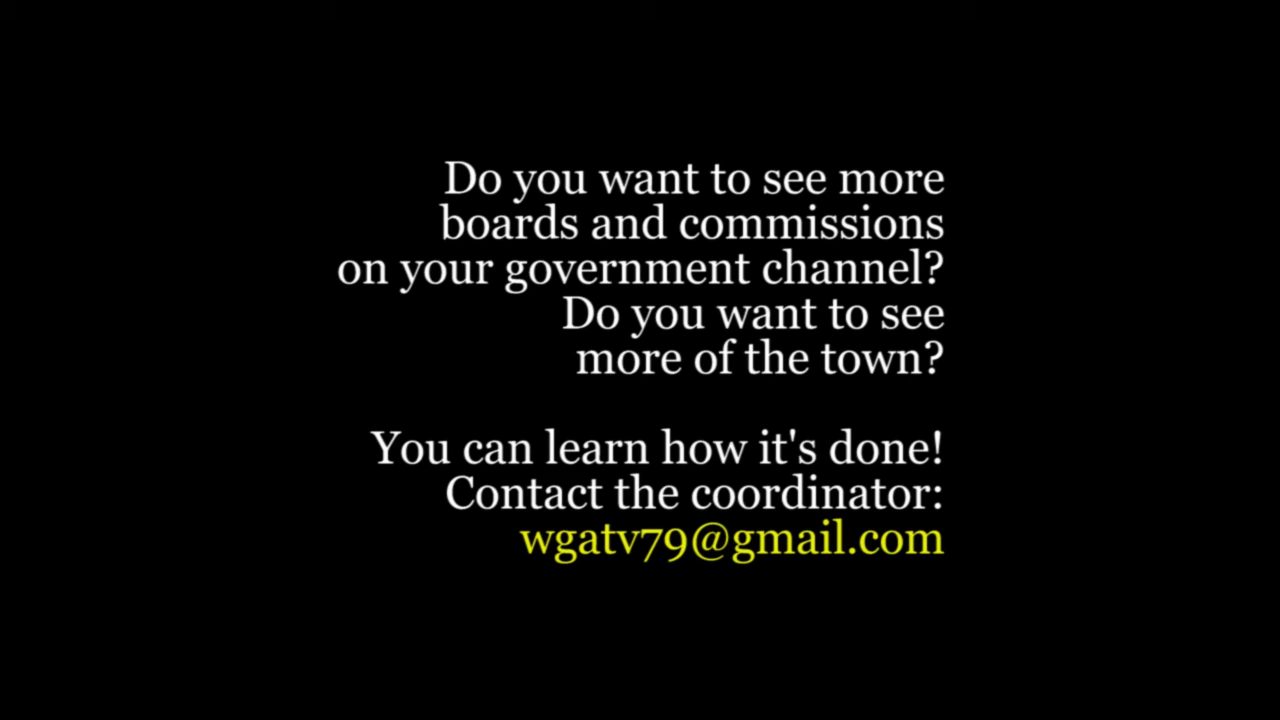 Do you want to see more
boards and commissions
on your government channel?
Do you want to see
more of the town?
You can learn how it's done!
Contact the coordinator:
wgatv79@gmail.com